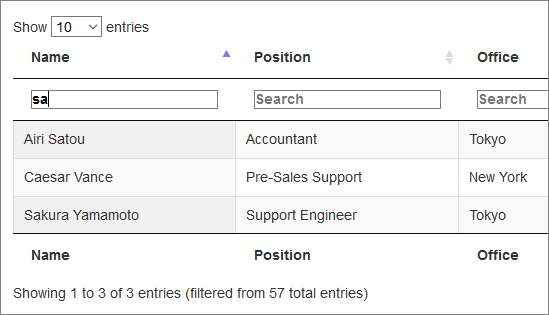 Show 10 entries
Name Position Office
sa Search Search
Airi Satou Accountant Tokyo
Caesar Vance Pre-Sales Support New York
Sakura Yamamoto Support Engineer Tokyo
Name Position Office
Showing 1 to 3 of 3 entries (filtered from 57 total entries)